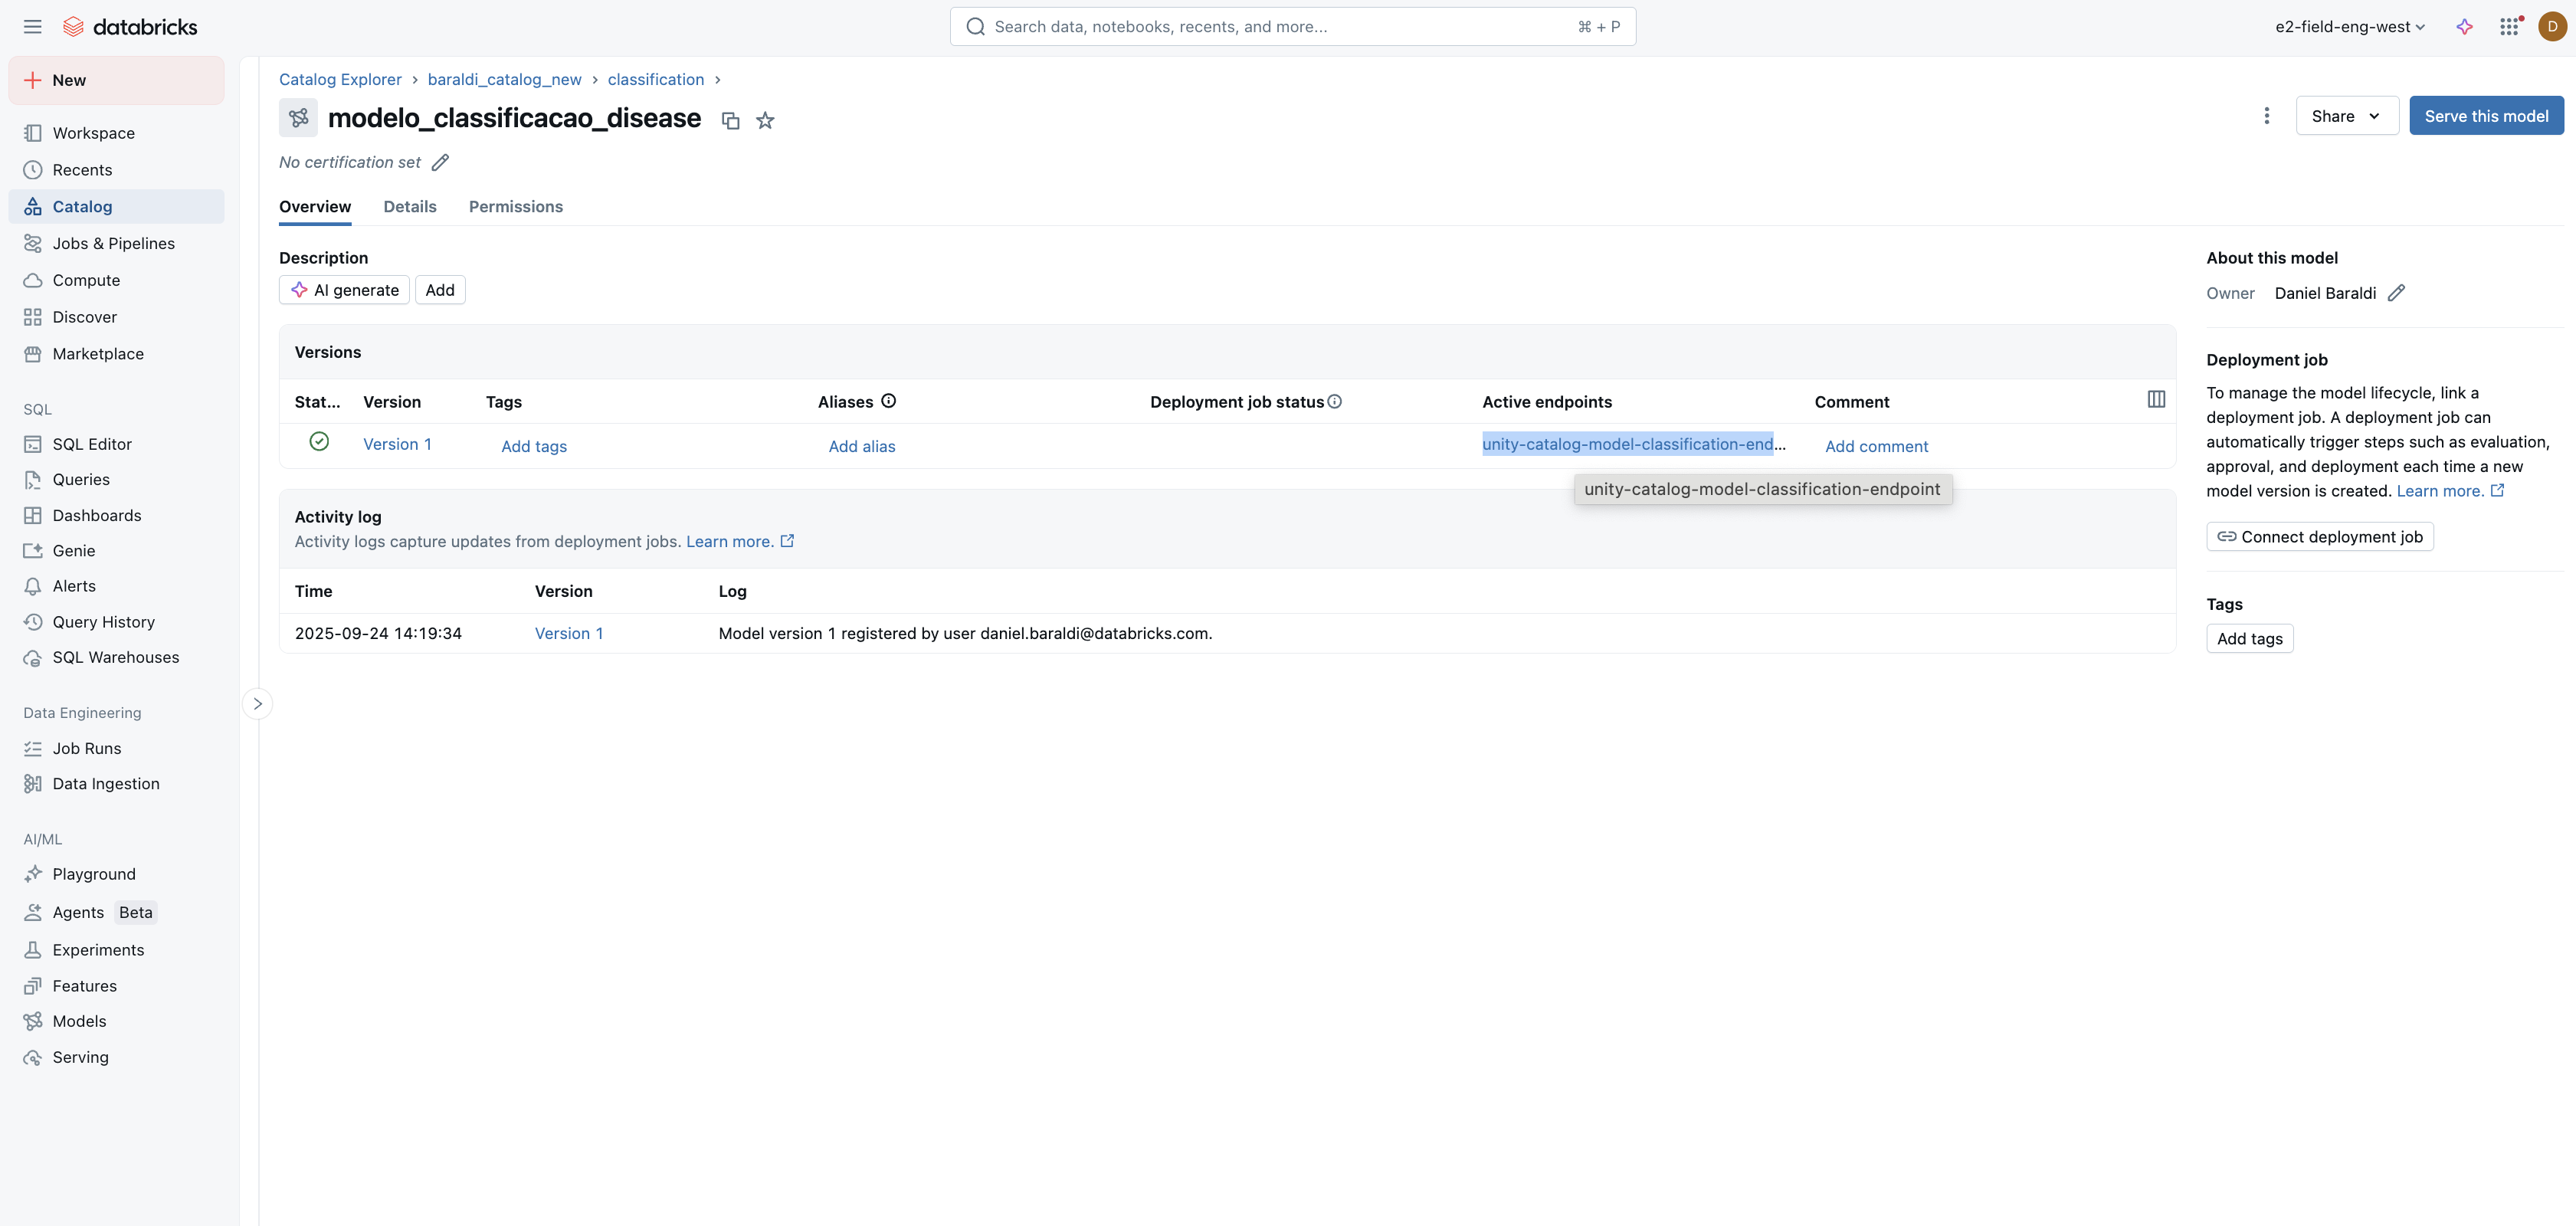 databricks
Search data, notebooks, recents, and more...
⌘ + P
e2-field-eng-west
D
New
Workspace
Recents
Catalog
Jobs & Pipelines
Compute
Discover
Marketplace
SQL
SQL Editor
Queries
Dashboards
Genie
Alerts
Query History
SQL Warehouses
Data Engineering
Job Runs
Data Ingestion
AI/ML
Playground
Agents Beta
Experiments
Features
Models
Serving
Catalog Explorer > baraldi_catalog_new > classification >
modelo_classificacao_disease
Share
Serve this model
No certification set
Overview Details Permissions
Description
AI generate Add
Versions
Stat... Version Tags Aliases Deployment job status Active endpoints Comment
Version 1 Add tags Add alias unity-catalog-model-classification-end... Add comment
unity-catalog-model-classification-endpoint
Activity log
Activity logs capture updates from deployment jobs. Learn more.
Time Version Log
2025-09-24 14:19:34 Version 1 Model version 1 registered by user daniel.baraldi@databricks.com.
About this model
Owner Daniel Baraldi
Deployment job
To manage the model lifecycle, link a
deployment job. A deployment job can
automatically trigger steps such as evaluation,
approval, and deployment each time a new
model version is created. Learn more.
Connect deployment job
Tags
Add tags